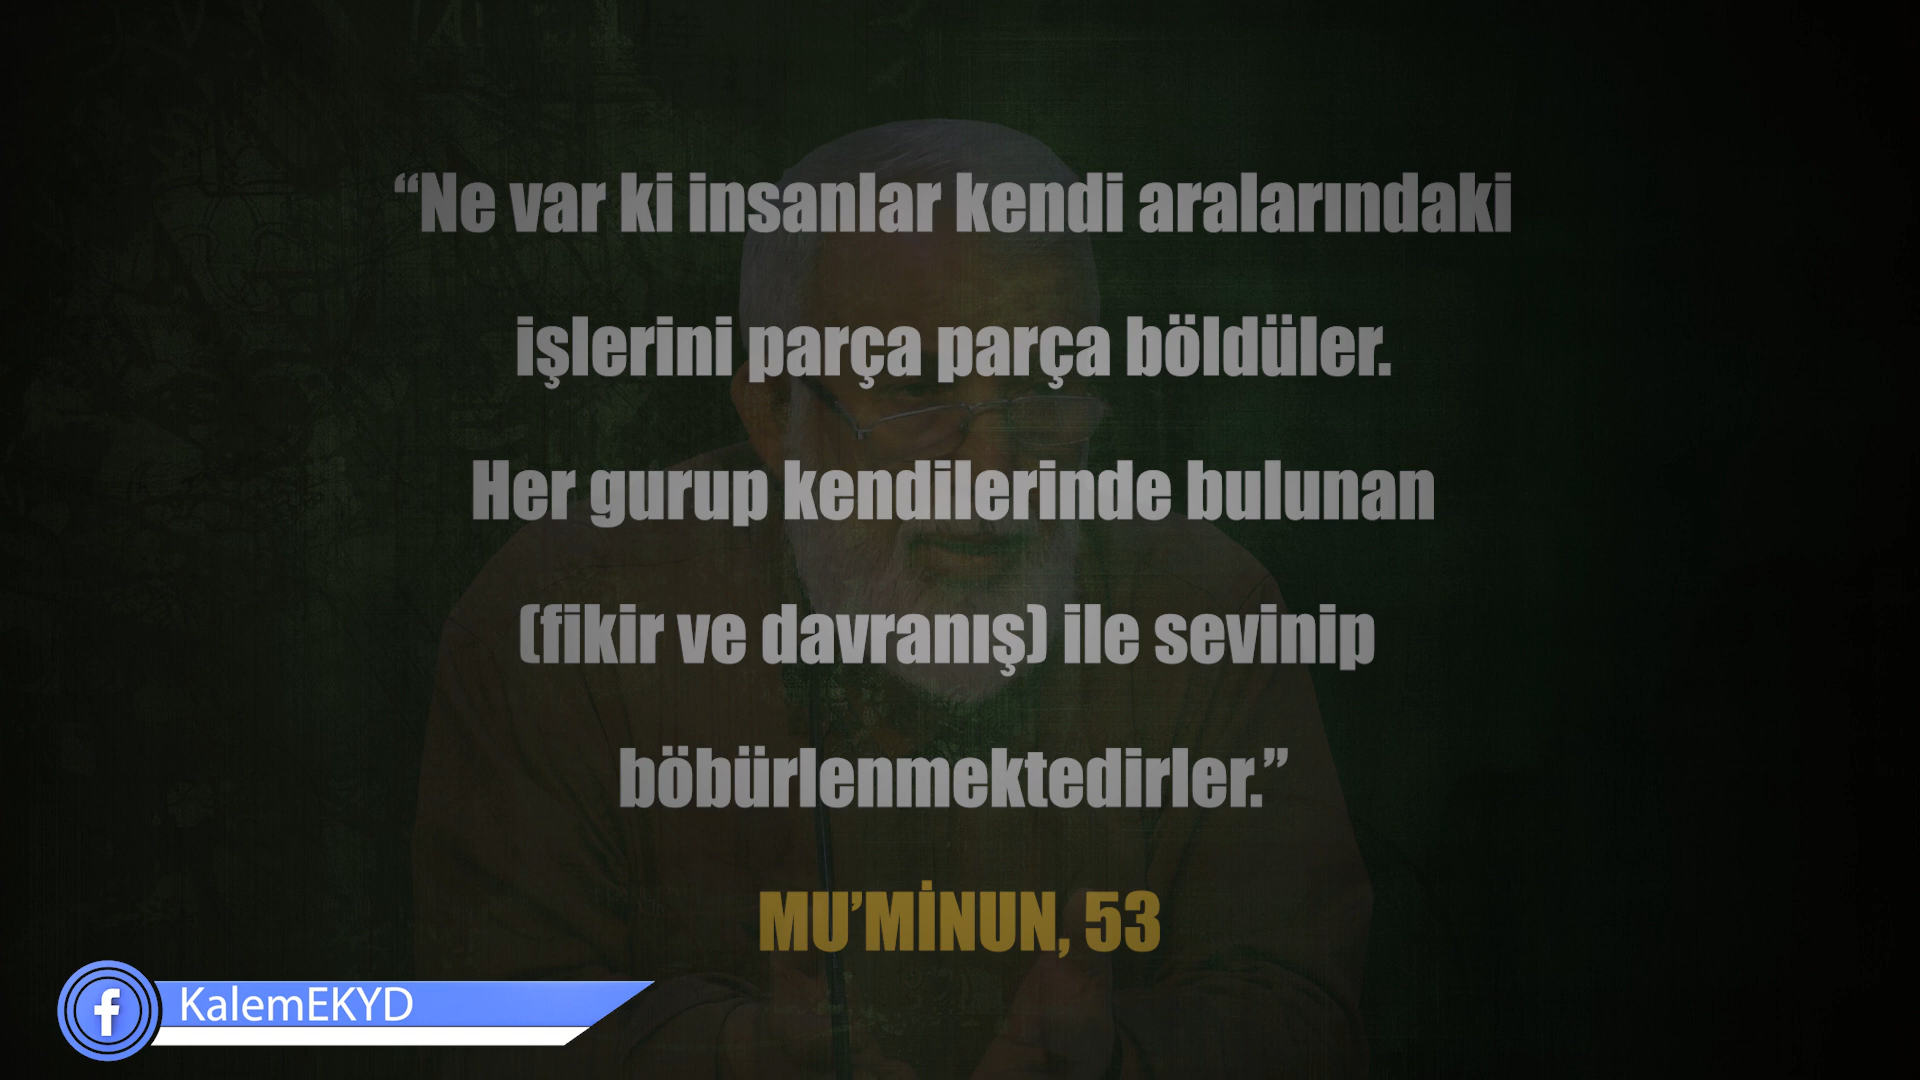 “Ne var ki insanlar kendi aralarındaki
işlerini parça parça böldüler.
Her gurup kendilerinde bulunan
(fikir ve davranış) ile sevinip
böbürlenmektedirler.”
MU’MİNUN, 53
f KalemEKYD